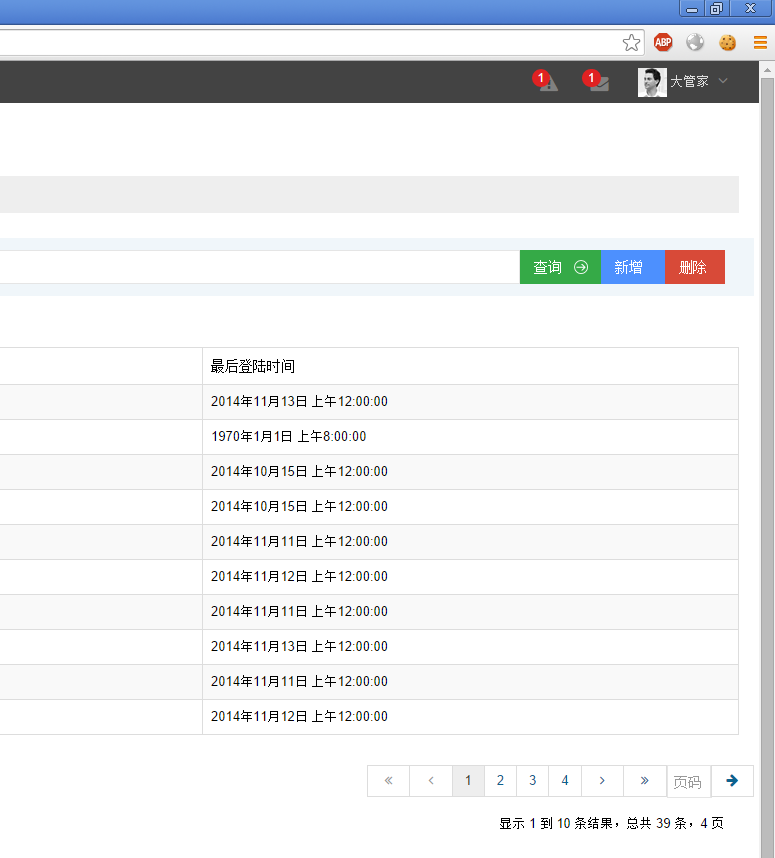 ABP
1 1 大管家
查询 新增 删除
最后登陆时间
2014年11月13日 上午12:00:00
1970年1月1日 上午8:00:00
2014年10月15日 上午12:00:00
2014年10月15日 上午12:00:00
2014年11月11日 上午12:00:00
2014年11月12日 上午12:00:00
2014年11月11日 上午12:00:00
2014年11月13日 上午12:00:00
2014年11月11日 上午12:00:00
2014年11月12日 上午12:00:00
« ‹ 1 2 3 4 › » 页码
显示 1 到 10 条结果，总共 39 条，4 页